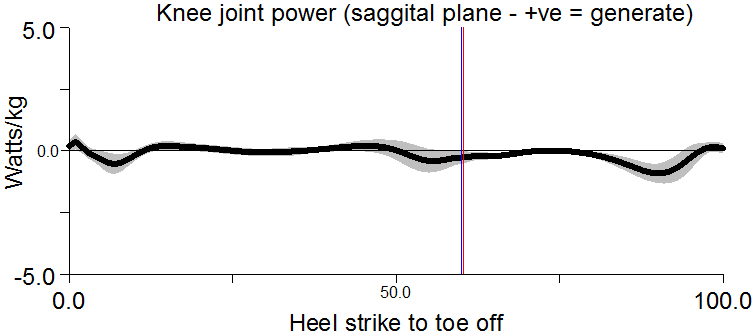 Knee joint power (saggital plane - +ve = generate)
5.0
Watts/kg
0.0
-5.0
0.0
50.0
100.0
Heel strike to toe off